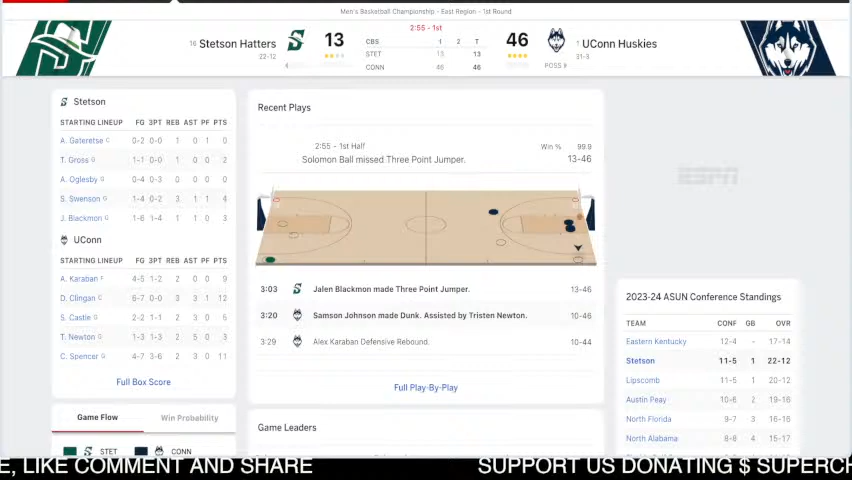 Men's Basketball Championship - East Region - 1st Round
2:55 - 1st
16 Stetson Hatters
22-12
13
CBS 1 2 T
STET 13 13
CONN 46 46
46
1 UConn Huskies
31-3
POSS
Stetson
STARTING LINEUP FG 3PT REB AST PF PTS
A. Gateretse C 0-2 0-0 1 0 1 0
T. Gross G 1-1 0-0 1 0 0 2
A. Oglesby G 0-4 0-3 0 0 0 0
S. Swenson G 1-4 0-2 3 1 1 4
J. Blackmon G 1-6 1-4 1 1 0 3
UConn
STARTING LINEUP FG 3PT REB AST PF PTS
A. Karaban F 4-5 1-2 2 0 0 9
D. Clingan C 6-7 0-0 3 3 1 12
S. Castle G 2-2 1-1 2 3 0 5
T. Newton G 1-3 1-3 2 5 0 3
C. Spencer G 4-7 3-6 2 3 0 11
Full Box Score
Game Flow Win Probability
STET CONN
Recent Plays
2:55 - 1st Half
Solomon Ball missed Three Point Jumper.
Win % 99.9
13-46
3:03 Jalen Blackmon made Three Point Jumper. 13-46
3:20 Samson Johnson made Dunk. Assisted by Tristen Newton. 10-46
3:29 Alex Karaban Defensive Rebound. 10-44
Full Play-By-Play
Game Leaders
ESPN
2023-24 ASUN Conference Standings
TEAM CONF GB OVR
Eastern Kentucky 12-4 - 17-14
Stetson 11-5 1 22-12
Lipscomb 11-5 1 20-12
Austin Peay 10-6 2 19-16
North Florida 9-7 3 16-16
North Alabama 8-8 4 15-17
E, LIKE COMMENT AND SHARE SUPPORT US DONATING $ SUPERCH